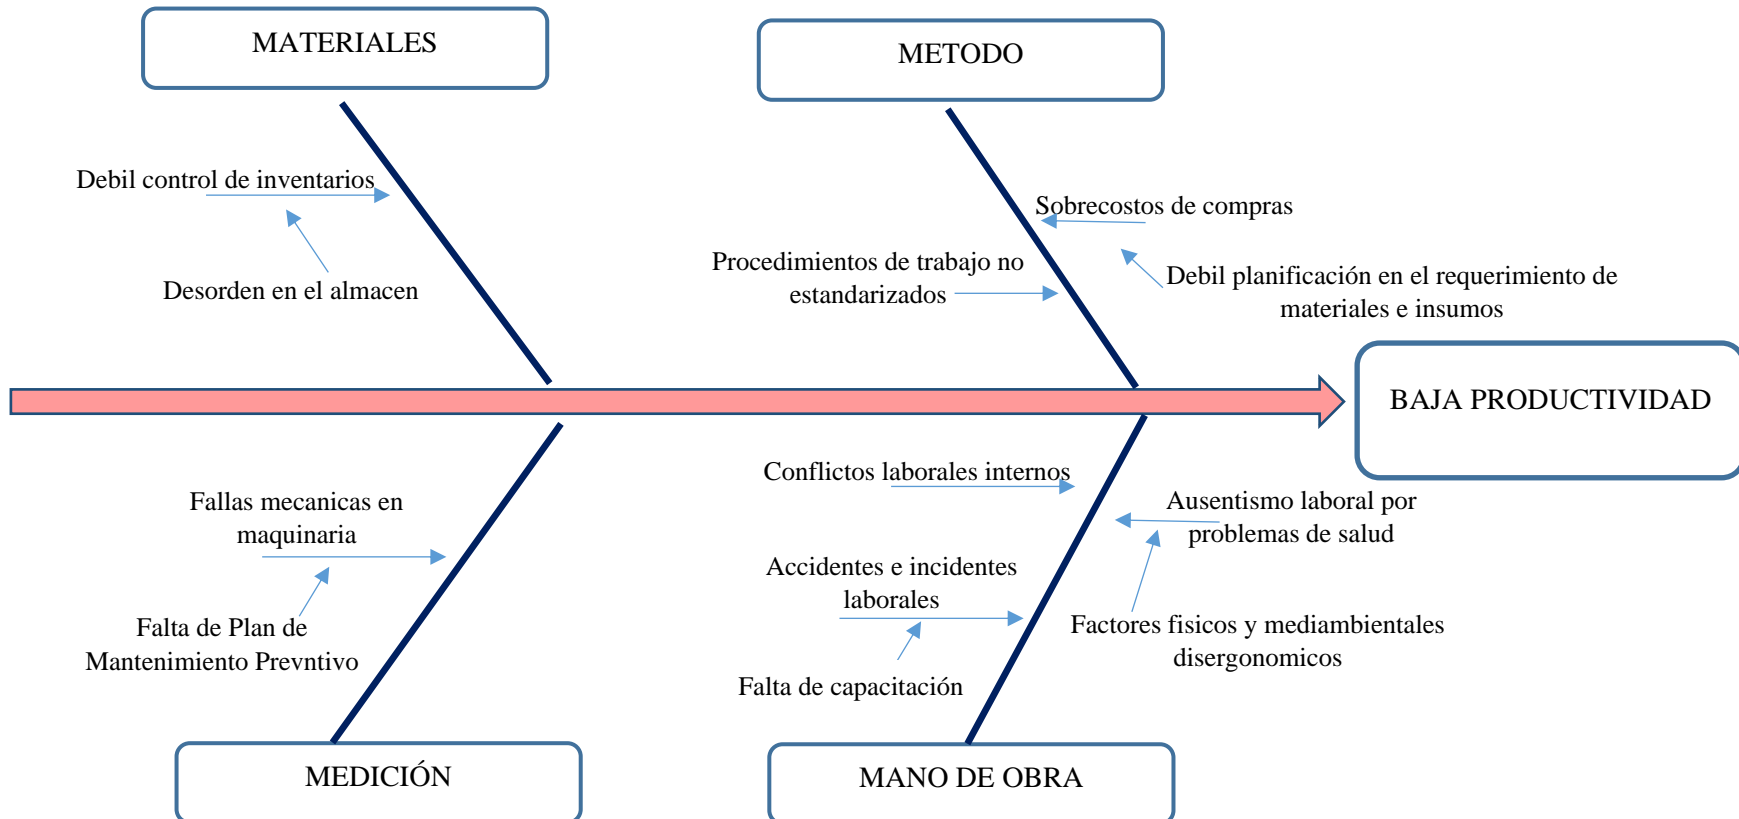 MATERIALES
METODO
Debil control de inventarios
Desorden en el almacen
Sobrecostos de compras
Procedimientos de trabajo no
estandarizados
Debil planificación en el requerimiento de
materiales e insumos
BAJA PRODUCTIVIDAD
Fallas mecanicas en
maquinaria
Falta de Plan de
Mantenimiento Prevntivo
Conflictos laborales internos
Ausentismo laboral por
problemas de salud
Accidentes e incidentes
laborales
Factores fisicos y mediambientales
disergonomicos
Falta de capacitación
MEDICIÓN
MANO DE OBRA